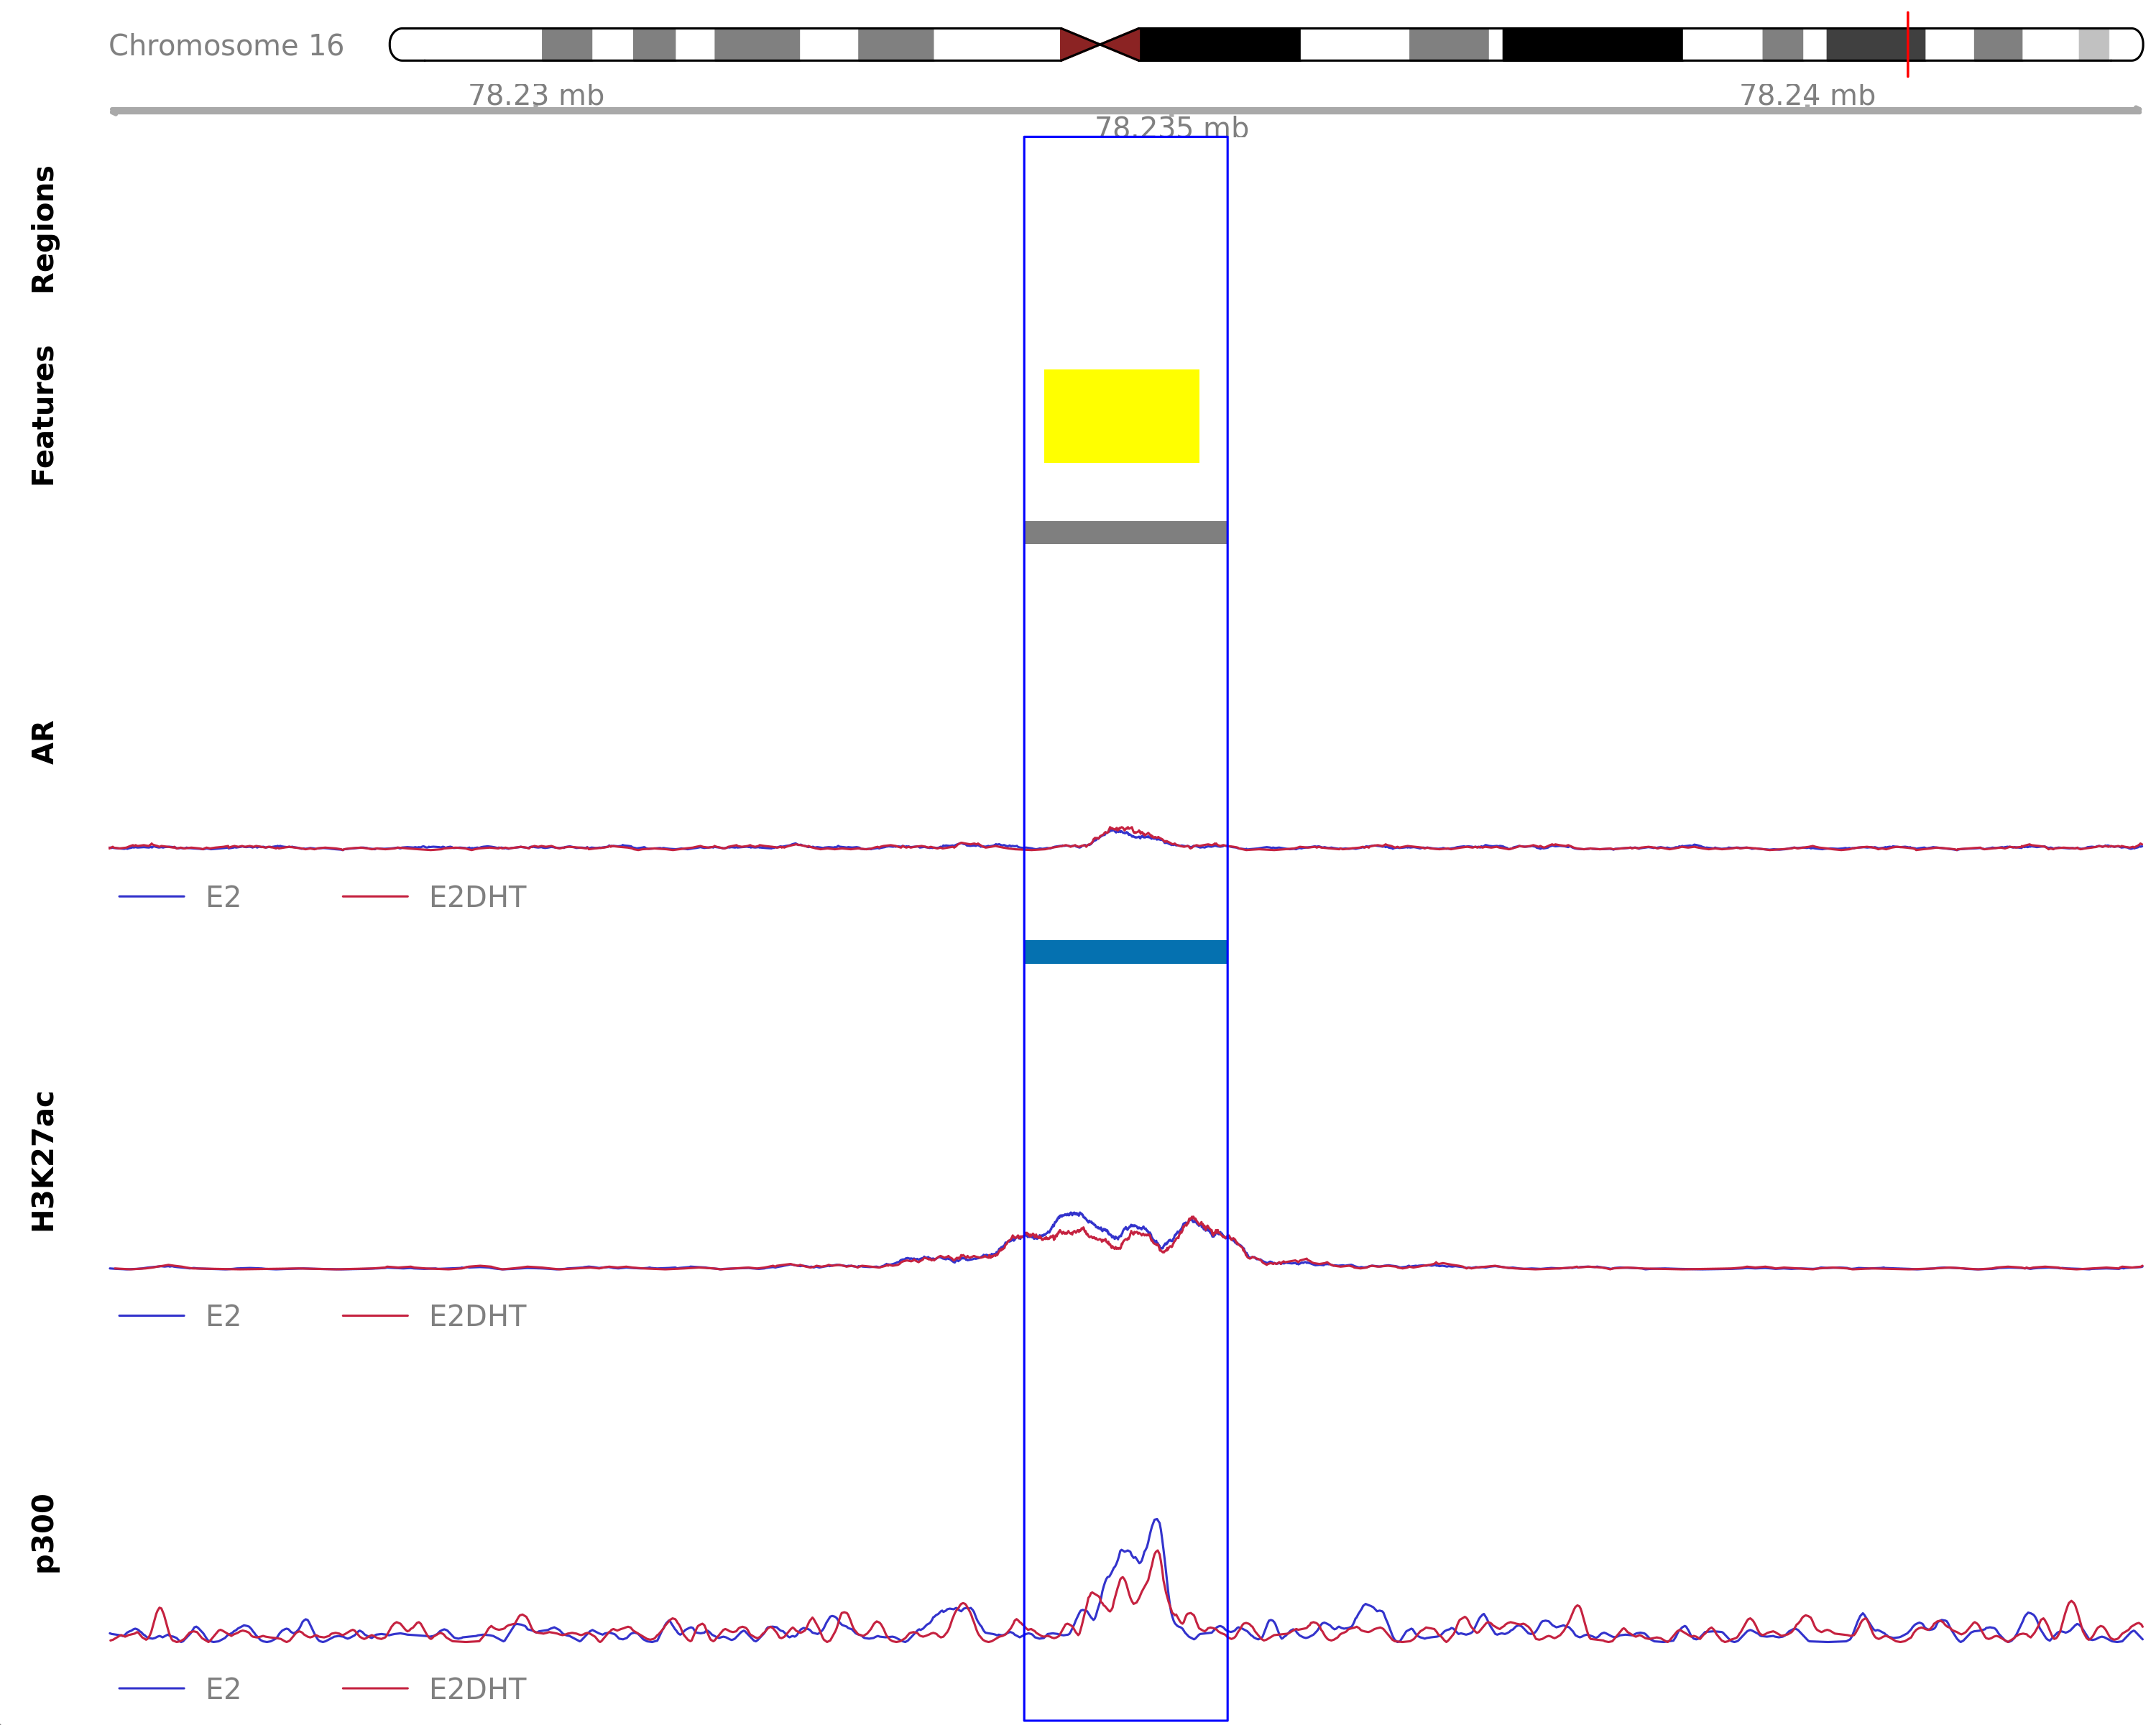 Chromosome 16
78.23 mb
78.24 mb
78.235 mb
Regions
Features
AR
E2
E2DHT
H3K27ac
E2
E2DHT
p300
E2
E2DHT